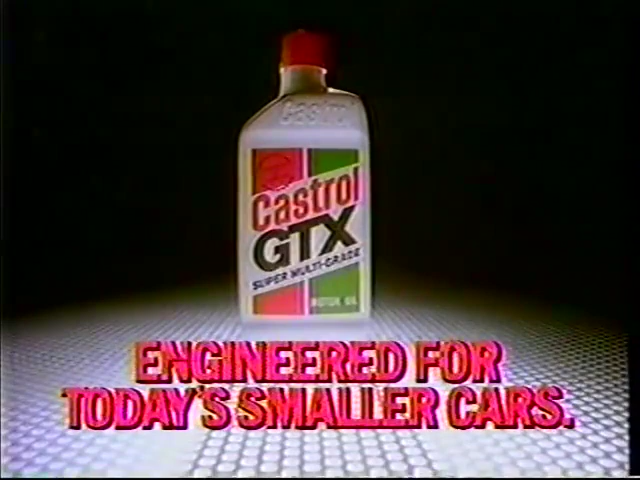 Castrol
Castrol
GTX
SUPER MULTI-GRADE
MOTOR OIL
ENGINEERED FOR
TODAY'S SMALLER CARS.